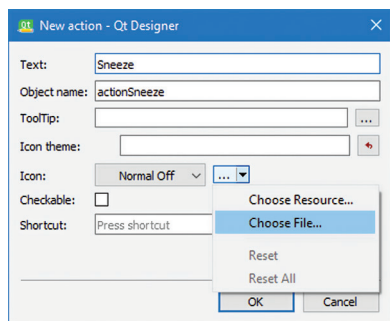 New action - Qt Designer
Text: Sneeze
Object name: actionSneeze
ToolTip: ...
Icon theme:
Icon: Normal Off ...
Choose Resource...
Checkable:
Choose File...
Shortcut: Press shortcut
Reset
Reset All
OK Cancel